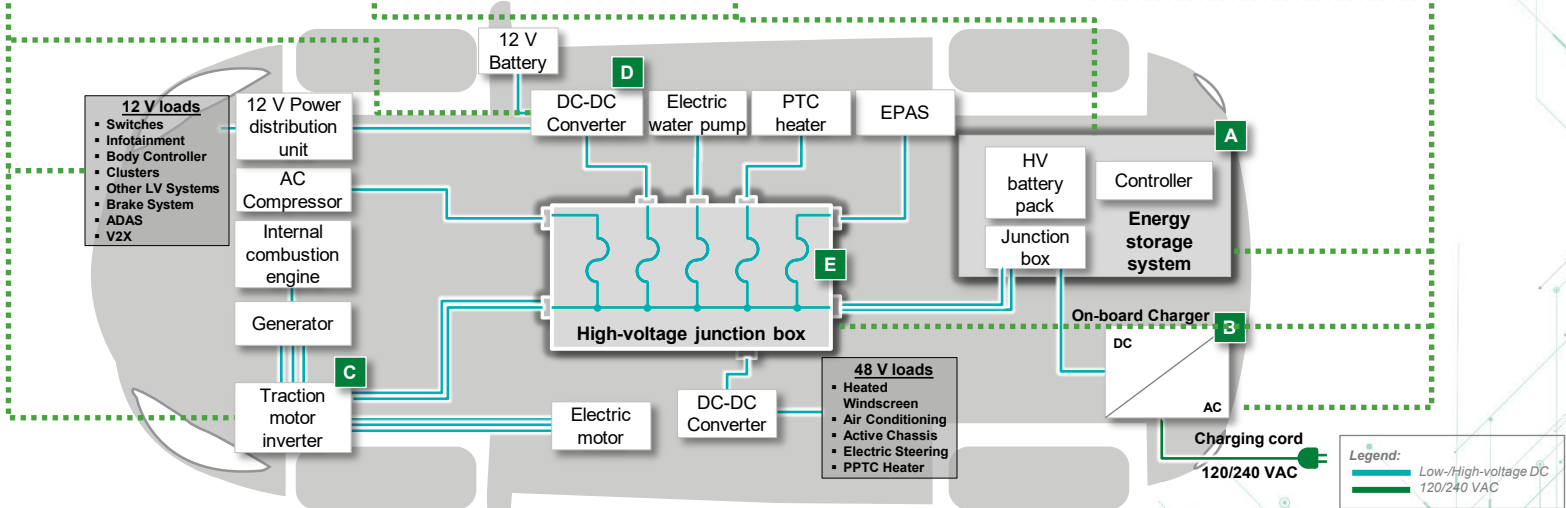 12 V
Battery
D
12 V loads
▪ Switches
▪ Infotainment
▪ Body Controller
▪ Clusters
▪ Other LV Systems
▪ Brake System
▪ ADAS
▪ V2X
12 V Power
distribution
unit
DC-DC
Converter
Electric
water pump
PTC
heater
EPAS
A
HV
battery
pack
Controller
Junction
box
Energy
storage
system
AC
Compressor
Internal
combustion
engine
Generator
E
High-voltage junction box
On-board Charger
B
DC
AC
C
Traction
motor
inverter
Electric
motor
DC-DC
Converter
48 V loads
▪ Heated
Windscreen
▪ Air Conditioning
▪ Active Chassis
▪ Electric Steering
▪ PPTC Heater
Charging cord
120/240 VAC
Legend:
Low-/High-voltage DC
120/240 VAC